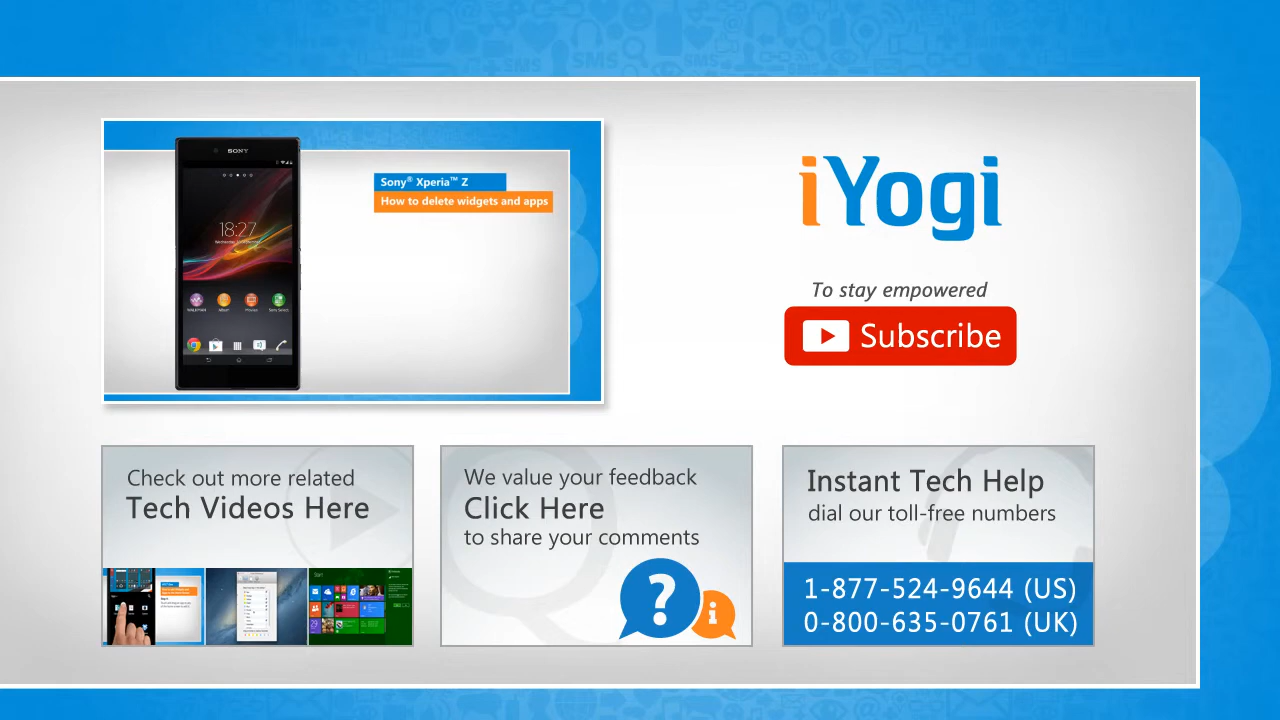 SONY
Sony® Xperia™ Z
How to delete widgets and apps
18:27
iYogi
To stay empowered
Subscribe
Check out more related
Tech Videos Here
We value your feedback
Click Here
to share your comments
?
i
Instant Tech Help
dial our toll-free numbers
1-877-524-9644 (US)
0-800-635-0761 (UK)